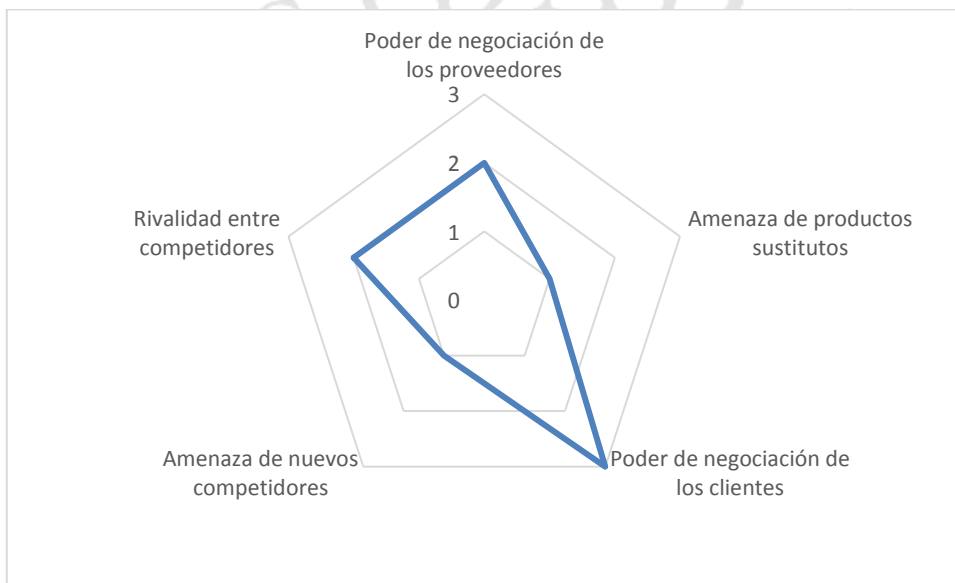 Poder de negociación de
los proveedores
3
2
1
0
Amenaza de productos
sustitutos
Poder de negociación de
los clientes
Amenaza de nuevos
competidores
Rivalidad entre
competidores